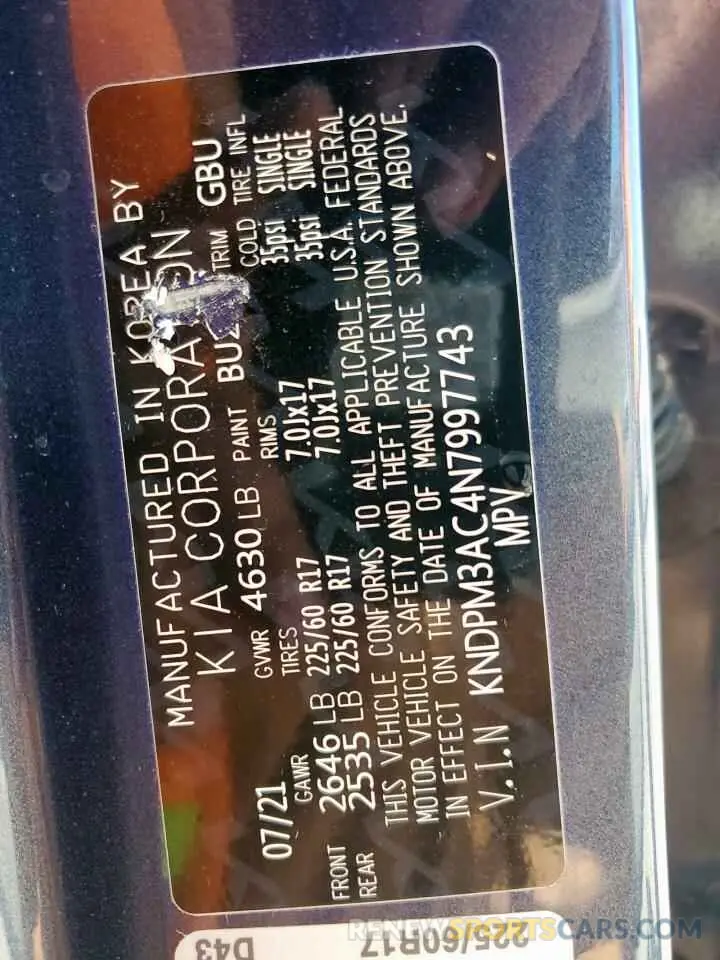 MANUFACTURED IN KOREA BY
KIA CORPORATION
07/21 GVWR 4630 LB PAINT TRIM GBU
GAWR TIRES RIMS COLD TIRE INFL
FRONT 2646 LB 225/60 R17 7.0Jx17 35psi SINGLE
REAR 2535 LB 225/60 R17 7.0Jx17 35psi SINGLE
THIS VEHICLE CONFORMS TO ALL APPLICABLE U.S.A. FEDERAL
MOTOR VEHICLE SAFETY AND THEFT PREVENTION STANDARDS
IN EFFECT ON THE DATE OF MANUFACTURE SHOWN ABOVE.
V.I.N KNDPM3AC4N7997743
MPV
D43
225/60R17
RENEWSPORTSCARS.COM